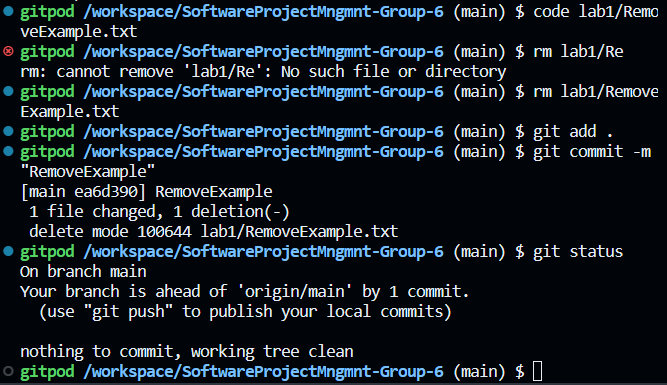 gitpod /workspace/SoftwareProjectMngmnt-Group-6 (main) $ code lab1/Remo
veExample.txt
gitpod /workspace/SoftwareProjectMngmnt-Group-6 (main) $ rm lab1/Re
rm: cannot remove 'lab1/Re': No such file or directory
gitpod /workspace/SoftwareProjectMngmnt-Group-6 (main) $ rm lab1/Remove
Example.txt
gitpod /workspace/SoftwareProjectMngmnt-Group-6 (main) $ git add .
gitpod /workspace/SoftwareProjectMngmnt-Group-6 (main) $ git commit -m
"RemoveExample"
[main ea6d390] RemoveExample
 1 file changed, 1 deletion(-)
 delete mode 100644 lab1/RemoveExample.txt
gitpod /workspace/SoftwareProjectMngmnt-Group-6 (main) $ git status
On branch main
Your branch is ahead of 'origin/main' by 1 commit.
  (use "git push" to publish your local commits)

nothing to commit, working tree clean
gitpod /workspace/SoftwareProjectMngmnt-Group-6 (main) $